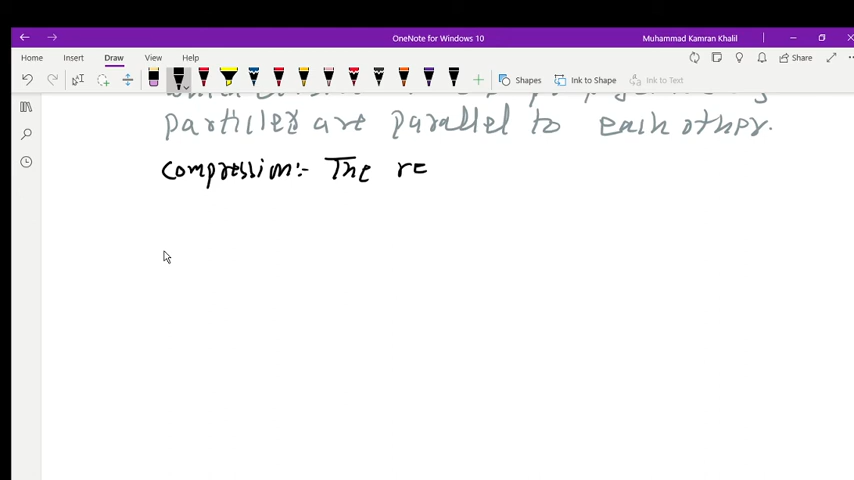 OneNote for Windows 10
Muhammad Kamran Khalil
Home Insert Draw View Help
Share
Shapes Ink to Shape Ink to Text
particles are parallel to each other.
Compression:- The re